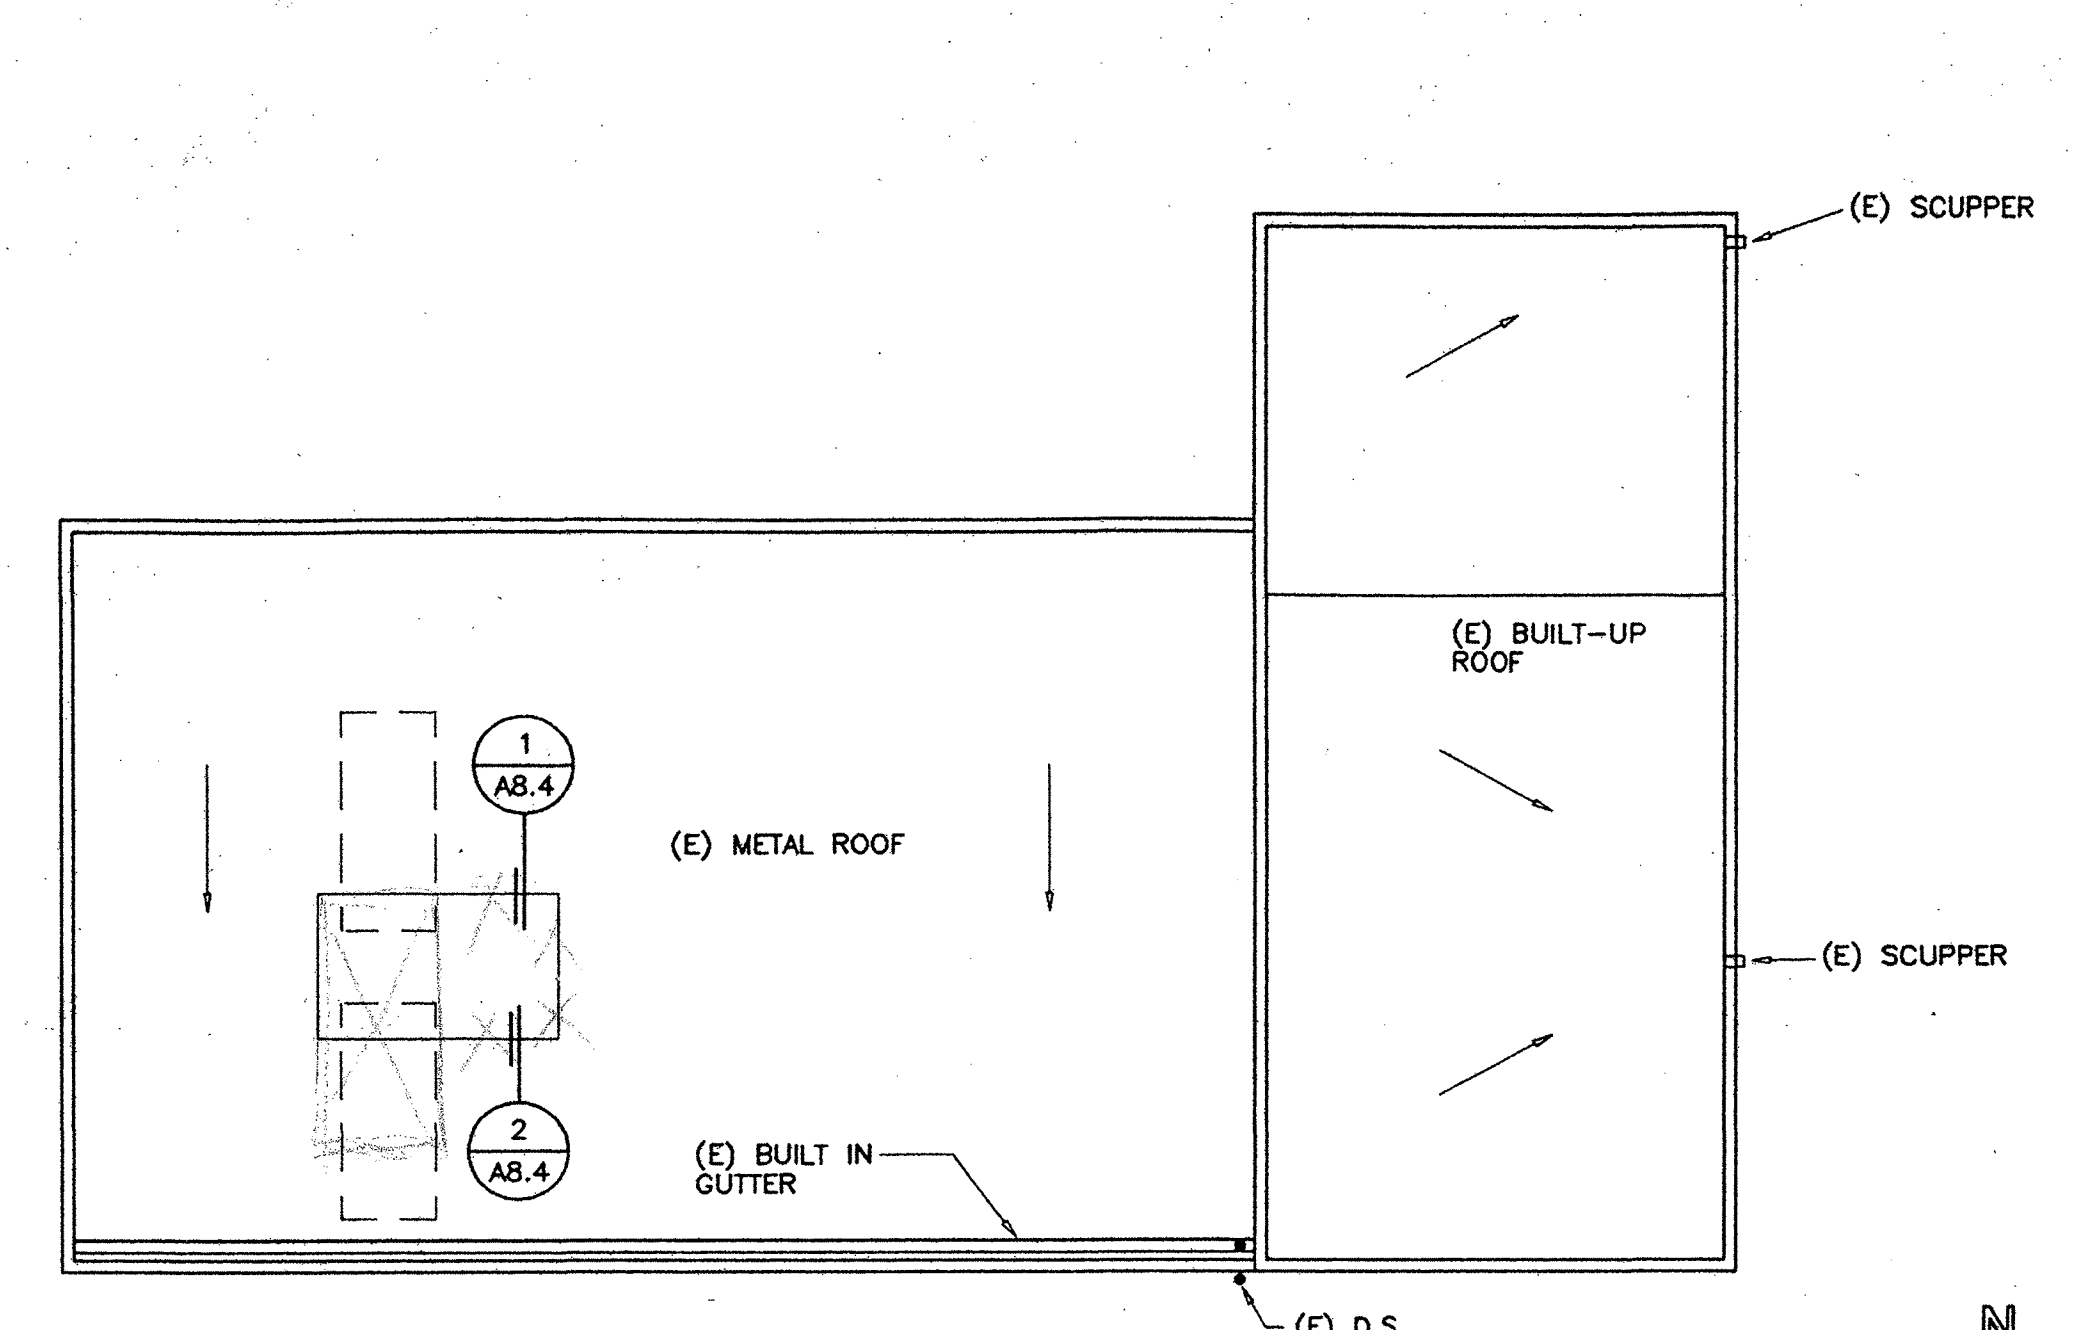 (E) SCUPPER
(E) BUILT-UP
ROOF
1
A8.4
(E) METAL ROOF
(E) SCUPPER
2
A8.4
(E) BUILT IN
GUTTER
(E) D.S.
N